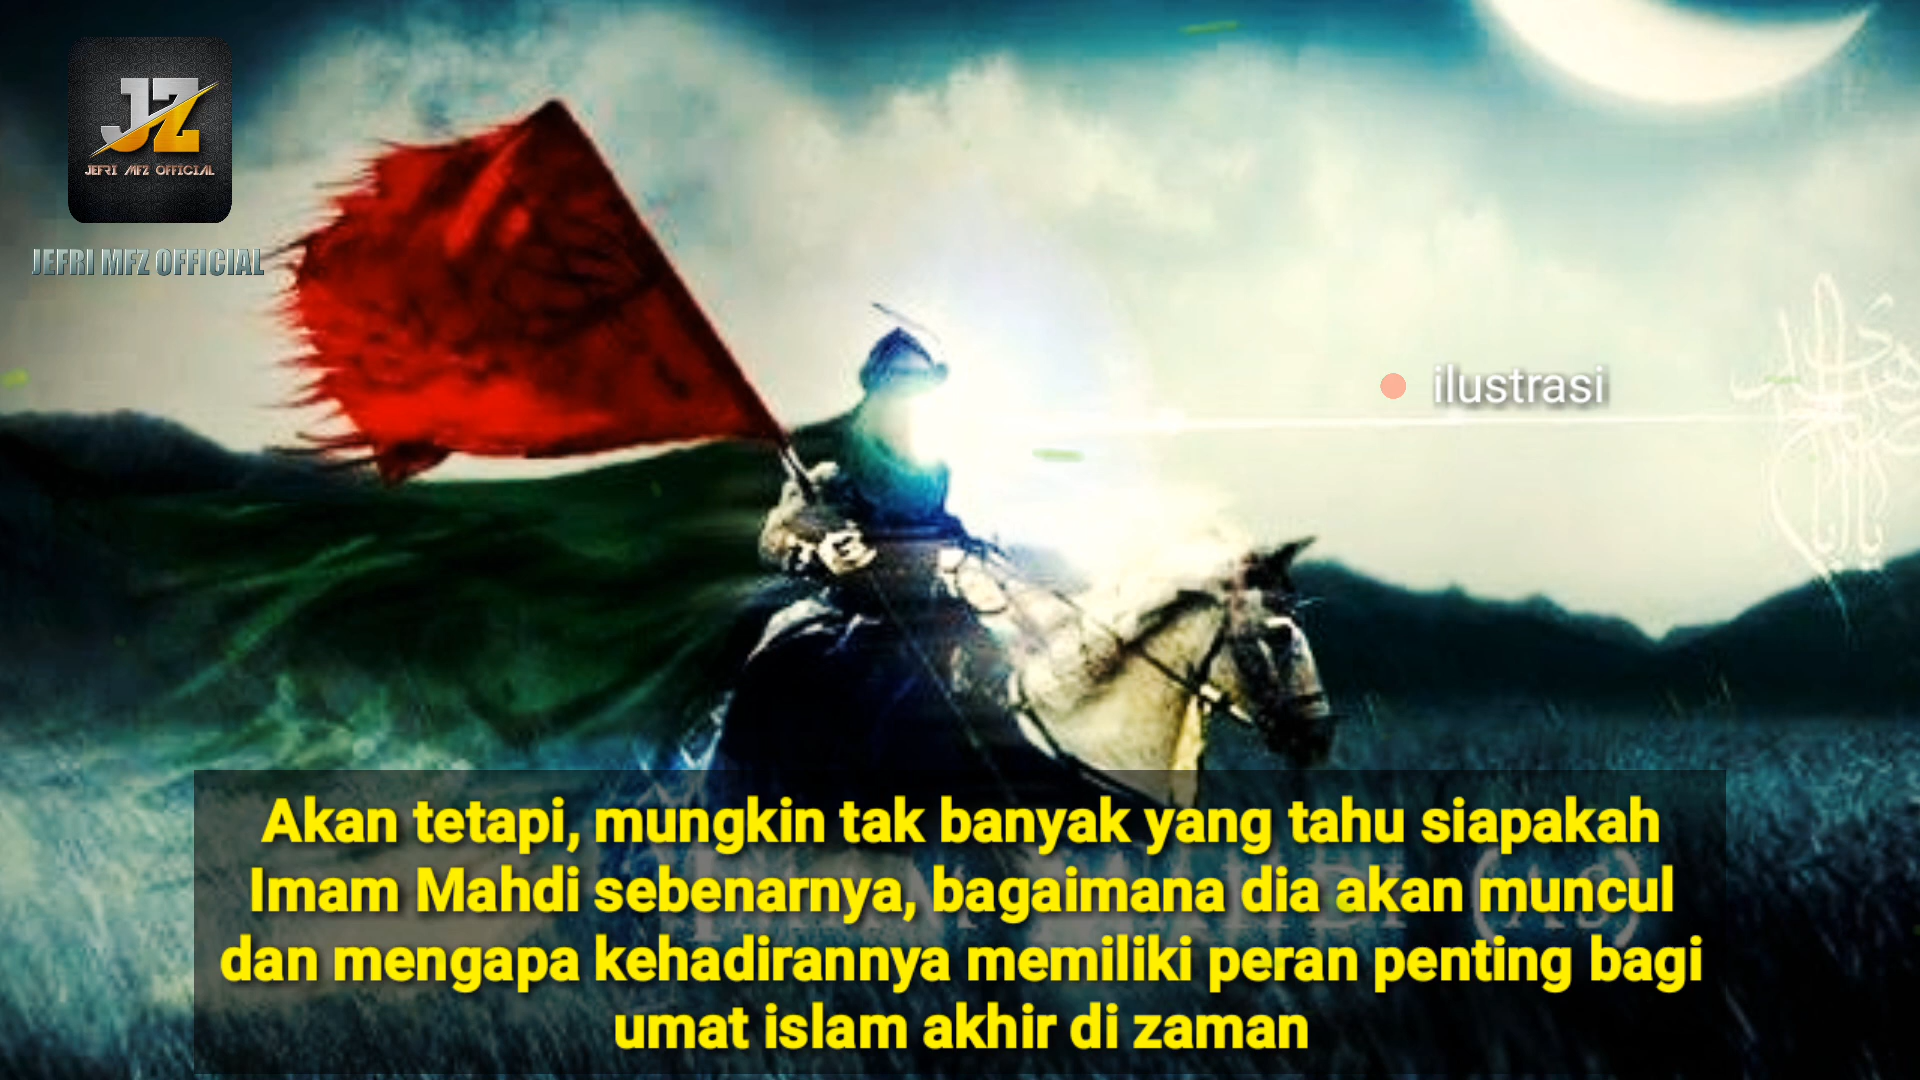 JZ
JEFRI MFZ OFFICIAL
JEFRI MFZ OFFICIAL
ilustrasi
Akan tetapi, mungkin tak banyak yang tahu siapakah
Imam Mahdi sebenarnya, bagaimana dia akan muncul
dan mengapa kehadirannya memiliki peran penting bagi
umat islam akhir di zaman